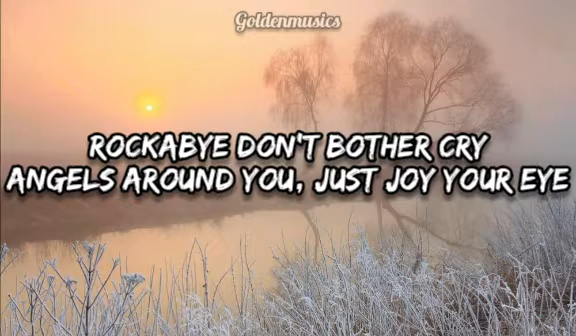 Goldenmusics
ROCKABYE DON'T BOTHER CRY
ANGELS AROUND YOU, JUST JOY YOUR EYE